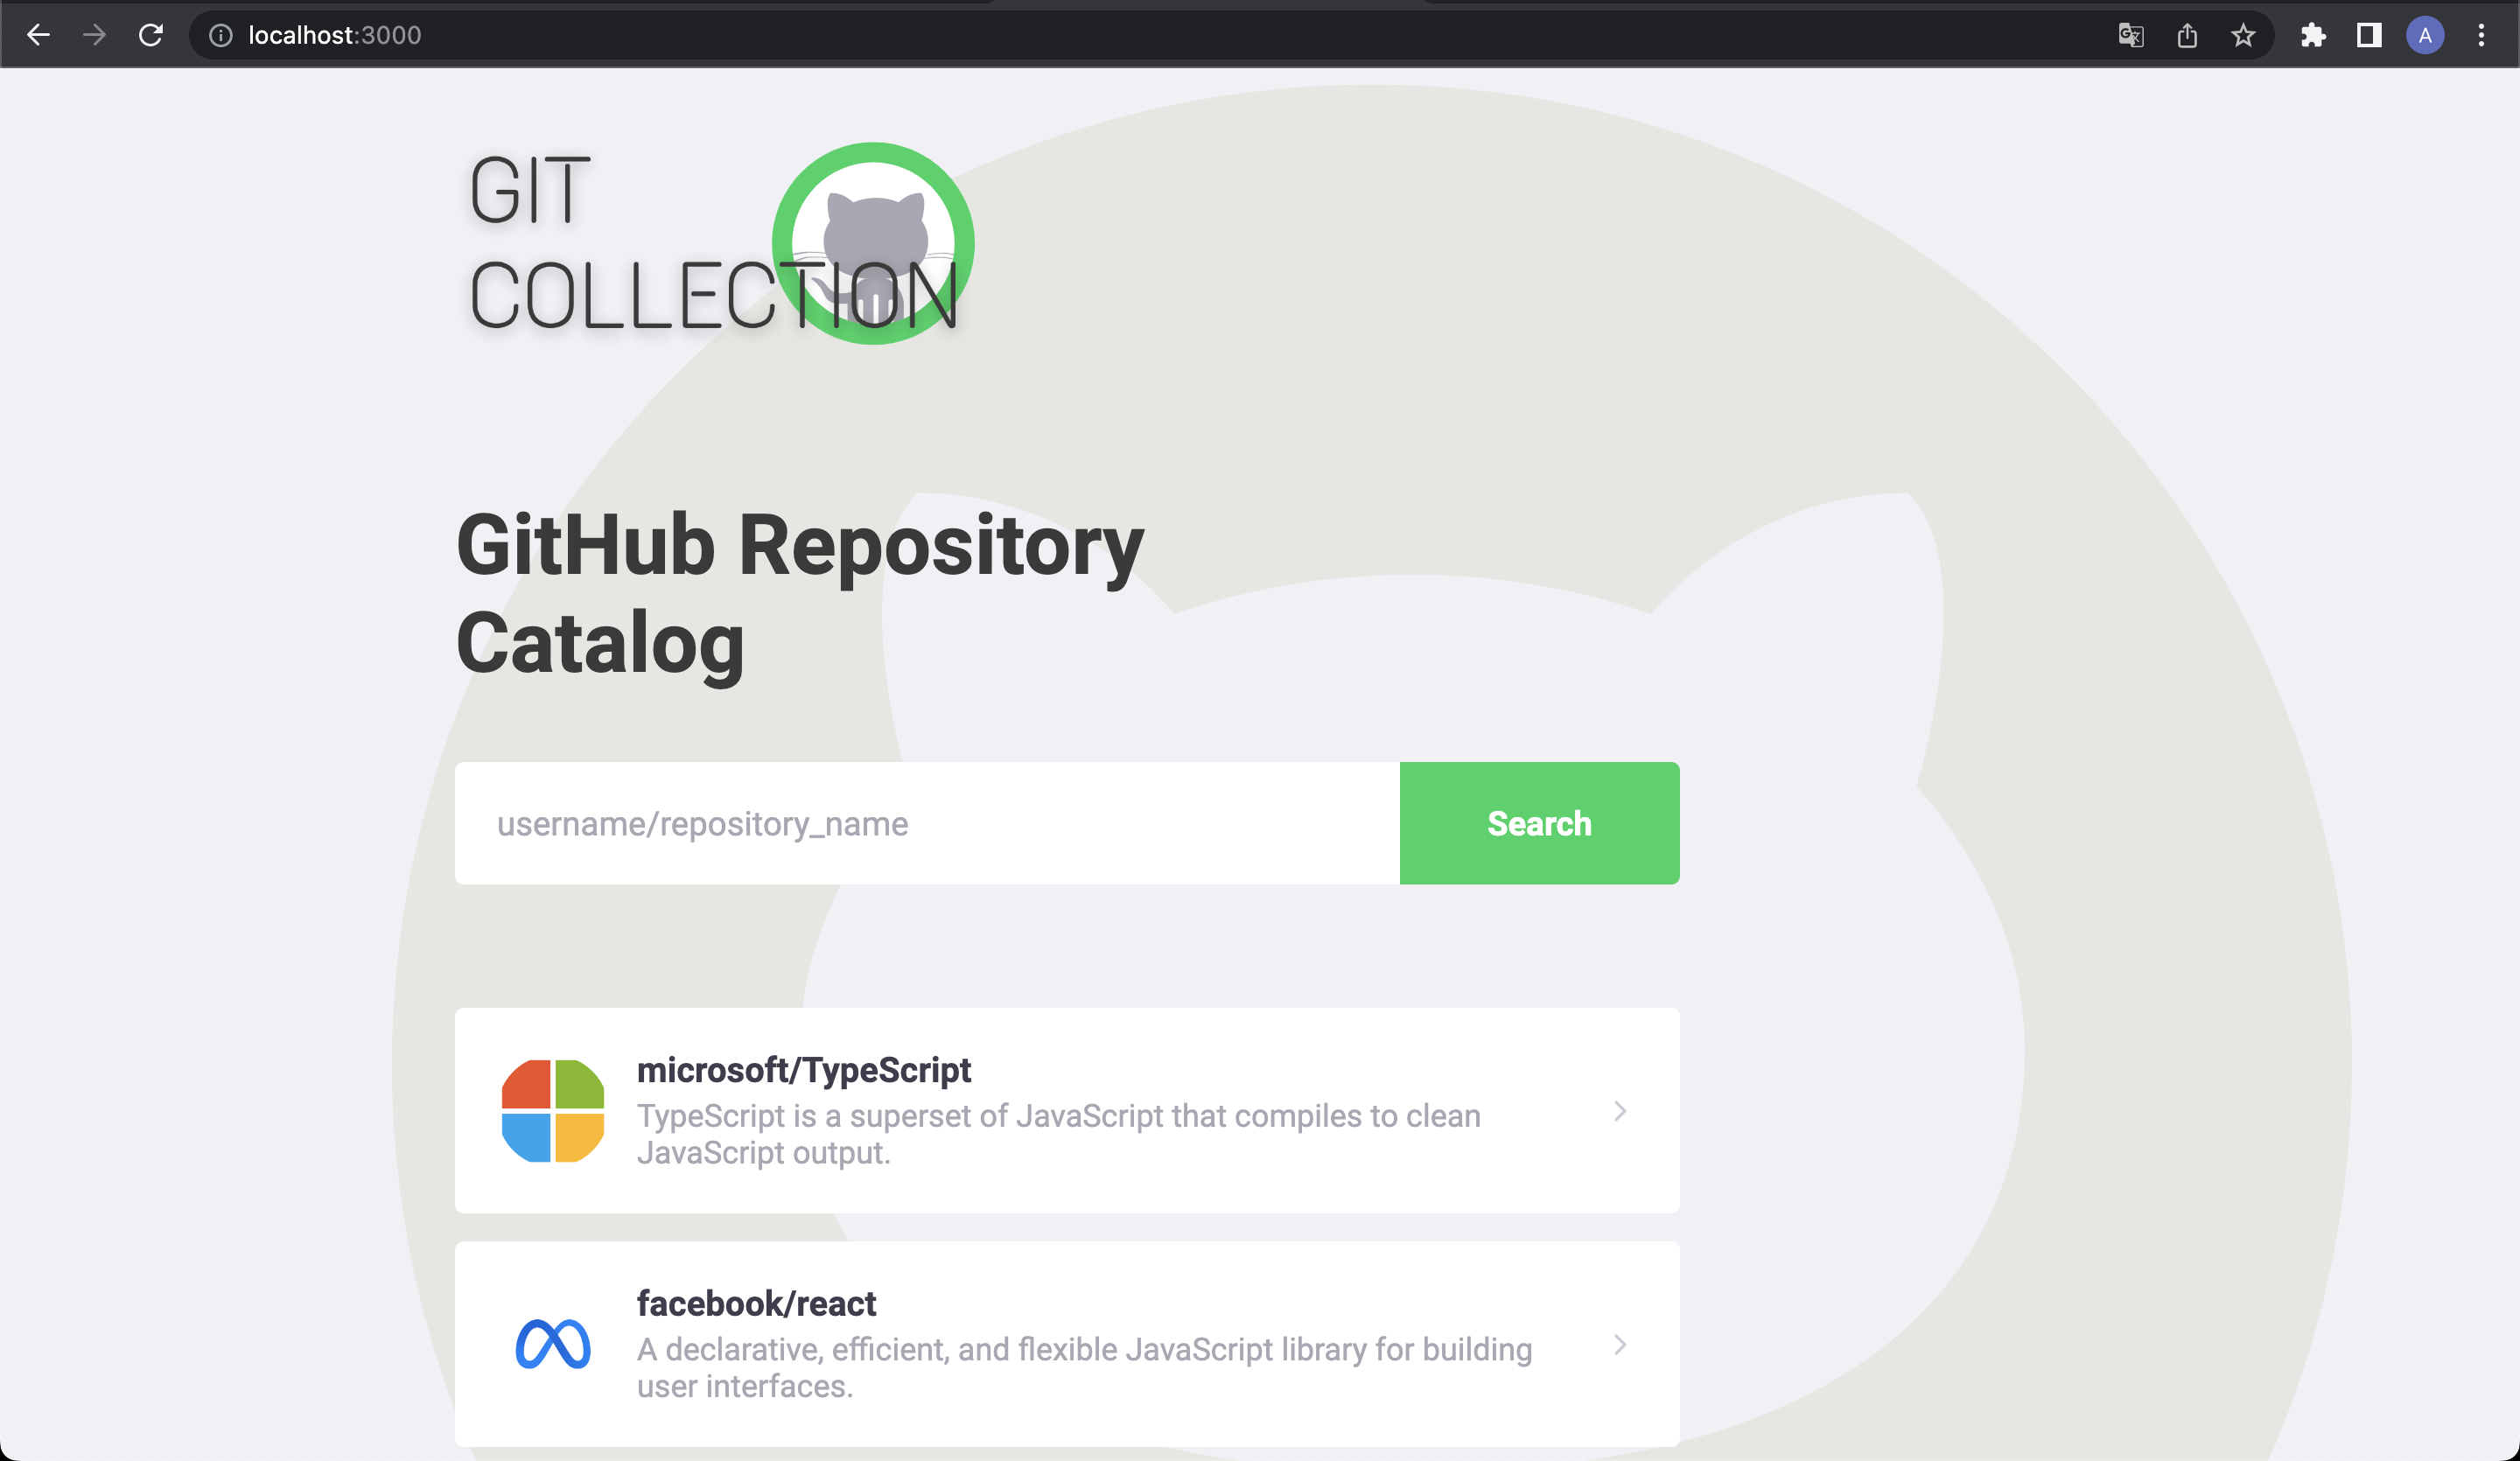 localhost:3000
A
GIT
COLLECTION
GitHub Repository
Catalog
username/repository_name
Search
microsoft/TypeScript
TypeScript is a superset of JavaScript that compiles to clean
JavaScript output.
facebook/react
A declarative, efficient, and flexible JavaScript library for building
user interfaces.